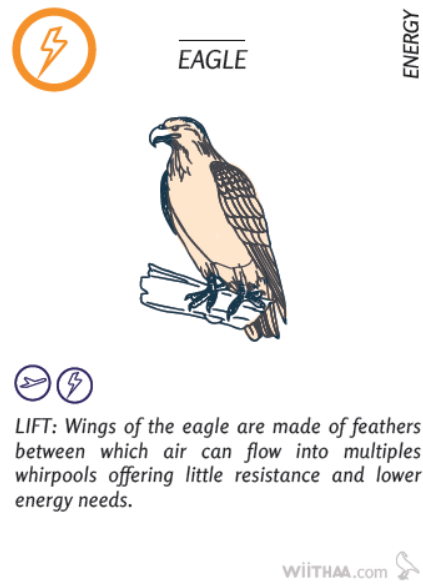 EAGLE
ENERGY
LIFT: Wings of the eagle are made of feathers
between which air can flow into multiples
whirpools offering little resistance and lower
energy needs.
WiiTHAA.com